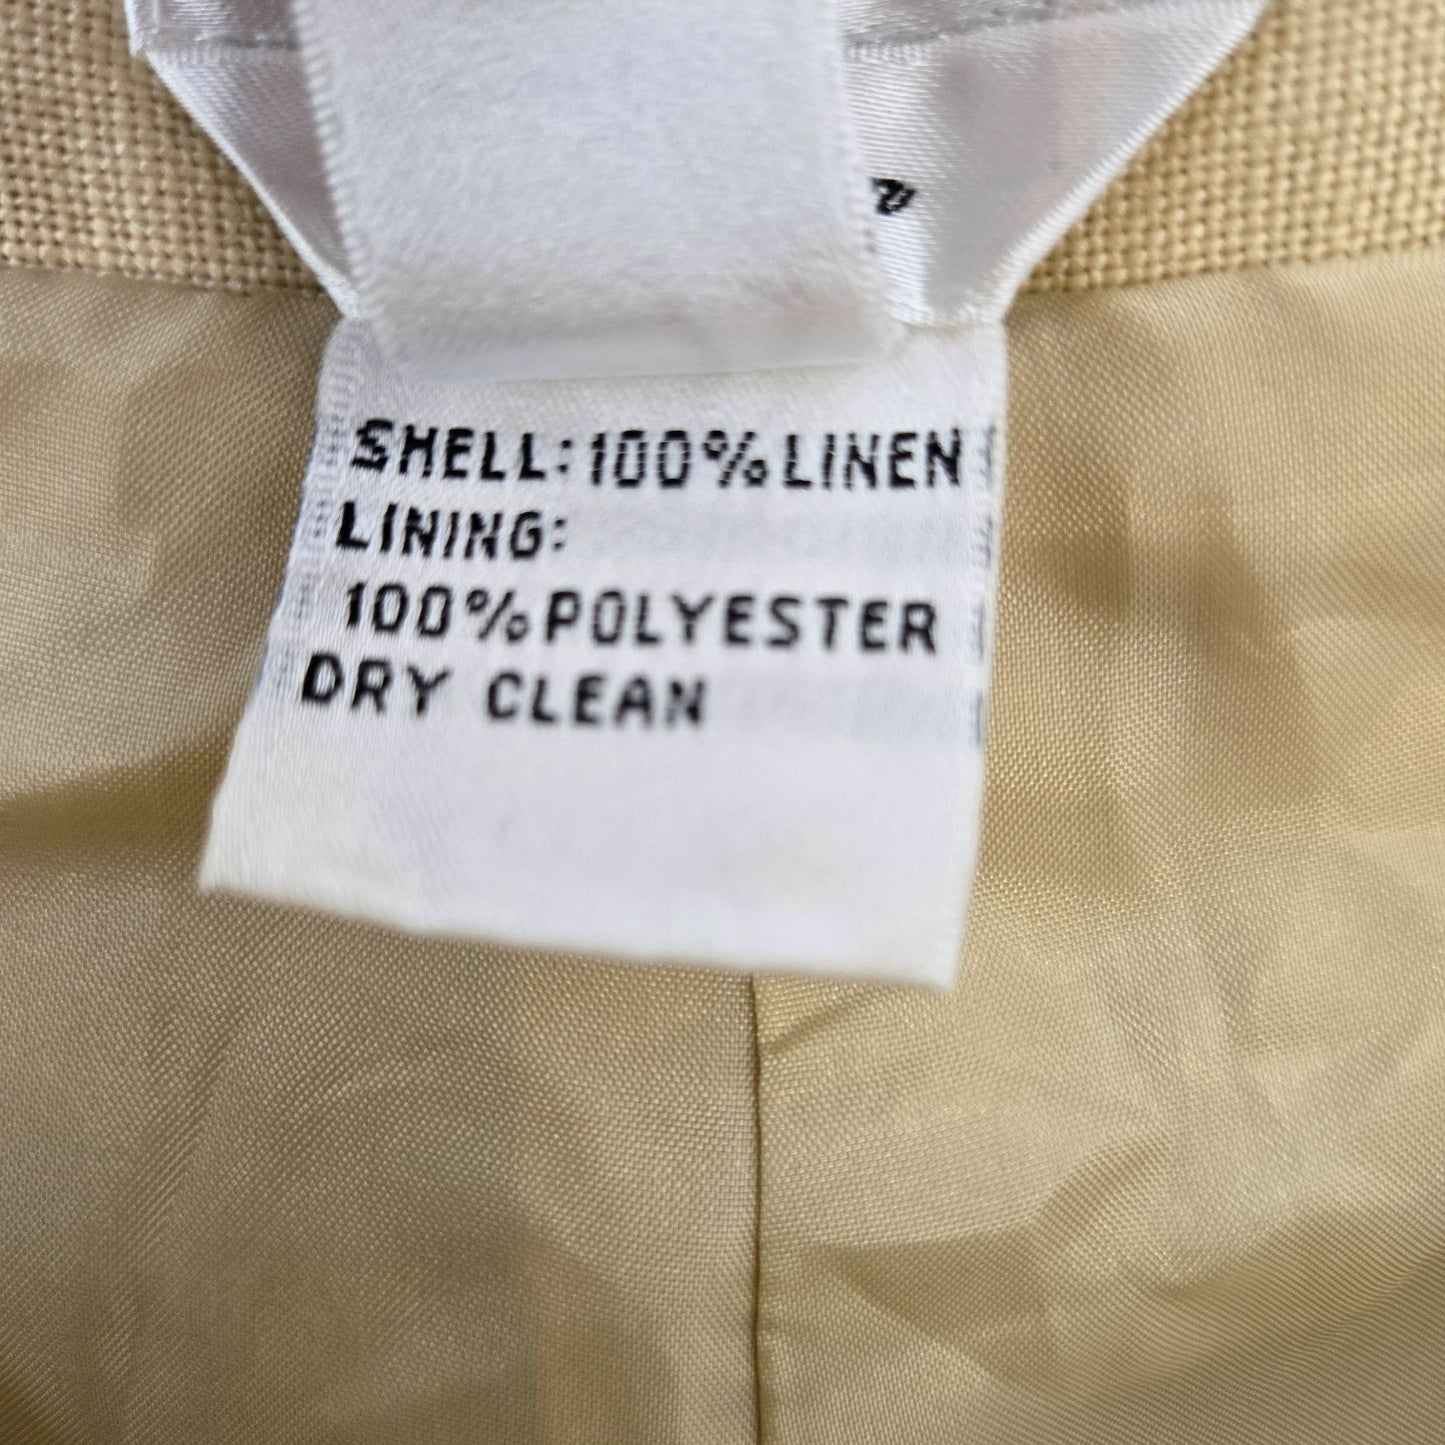 SHELL: 100% LINEN
LINING:
100% POLYESTER
DRY CLEAN